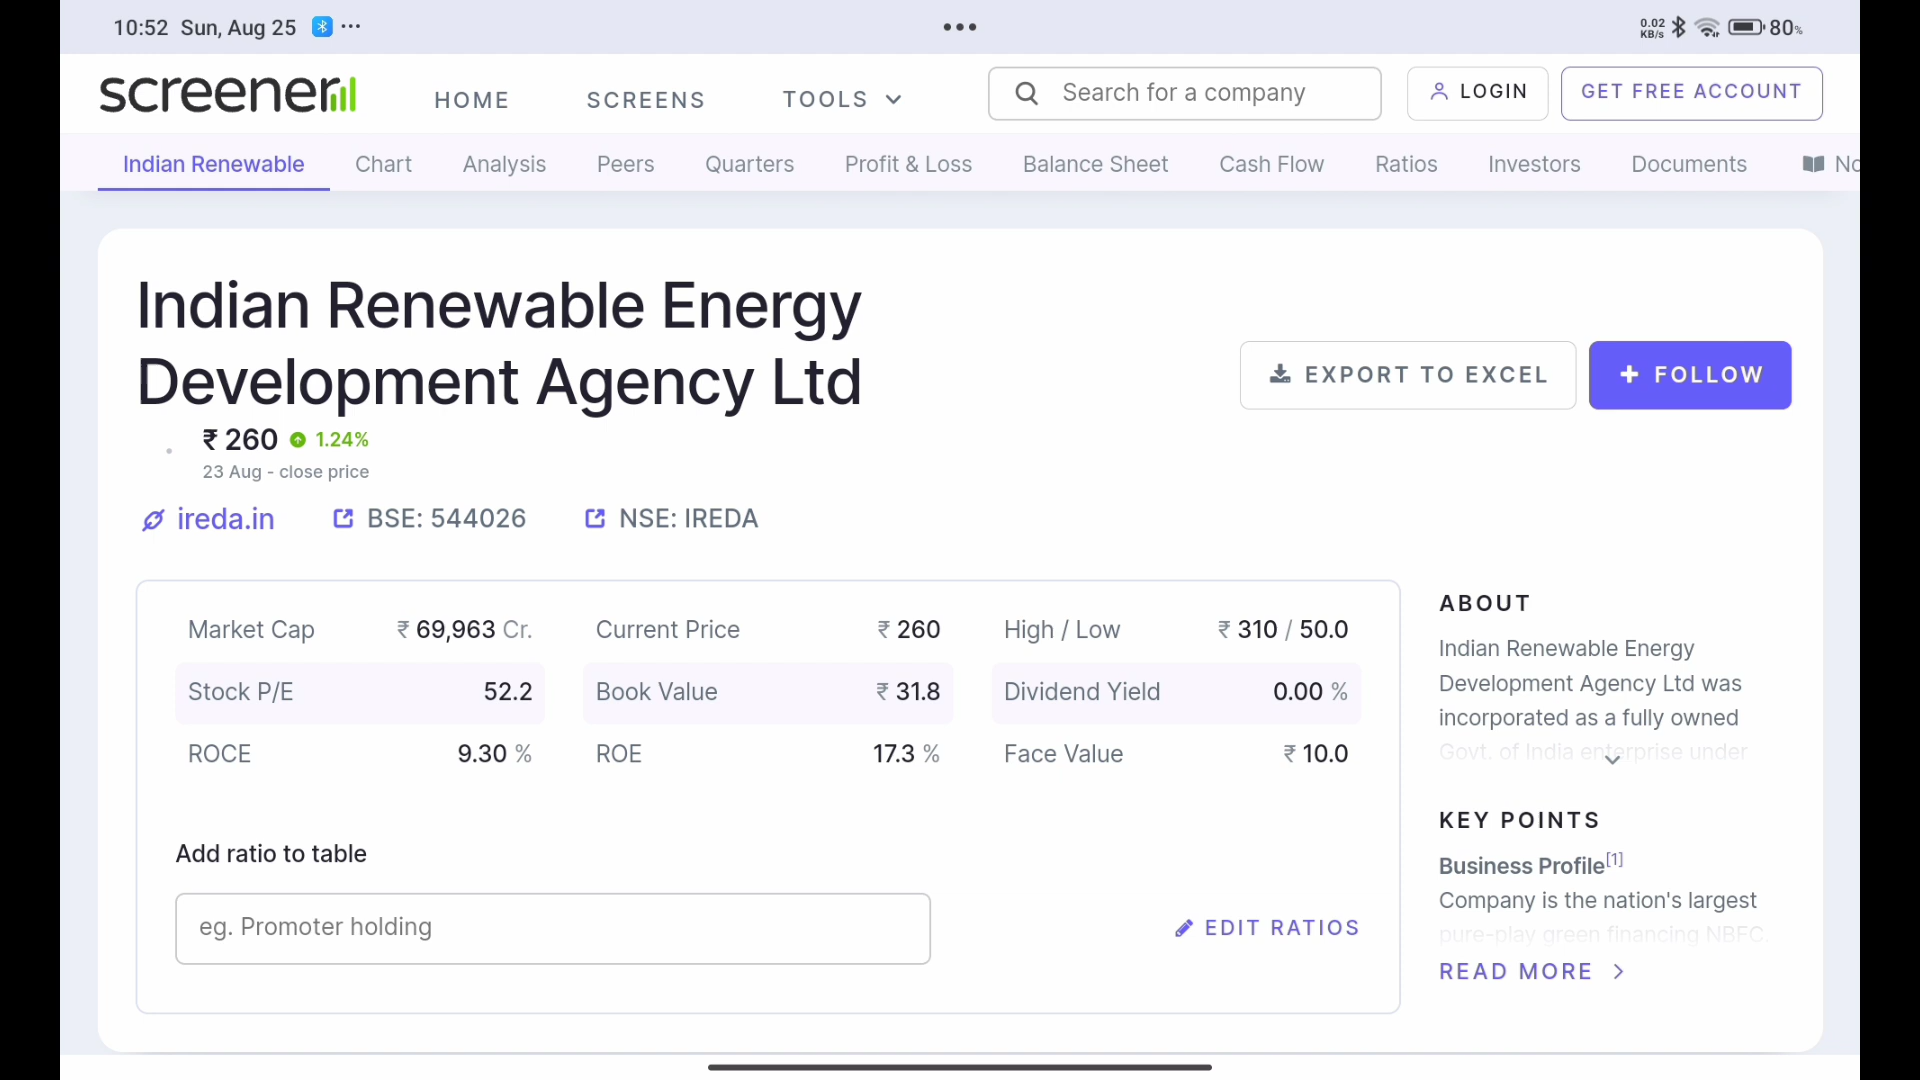 10:52 Sun, Aug 25
0.02 KB/s 80%
screener
HOME SCREENS TOOLS
Search for a company
LOGIN
GET FREE ACCOUNT
Indian Renewable Chart Analysis Peers Quarters Profit & Loss Balance Sheet Cash Flow Ratios Investors Documents No
Indian Renewable Energy
Development Agency Ltd
EXPORT TO EXCEL
+ FOLLOW
₹ 260 1.24%
23 Aug - close price
ireda.in BSE: 544026 NSE: IREDA
Market Cap ₹ 69,963 Cr.
Current Price ₹ 260
High / Low ₹ 310 / 50.0
Stock P/E 52.2
Book Value ₹ 31.8
Dividend Yield 0.00 %
ROCE 9.30 %
ROE 17.3 %
Face Value ₹ 10.0
Add ratio to table
eg. Promoter holding
EDIT RATIOS
ABOUT
Indian Renewable Energy
Development Agency Ltd was
incorporated as a fully owned
Govt. of India enterprise under
KEY POINTS
Business Profile[1]
Company is the nation's largest
pure-play green financing NBFC.
READ MORE